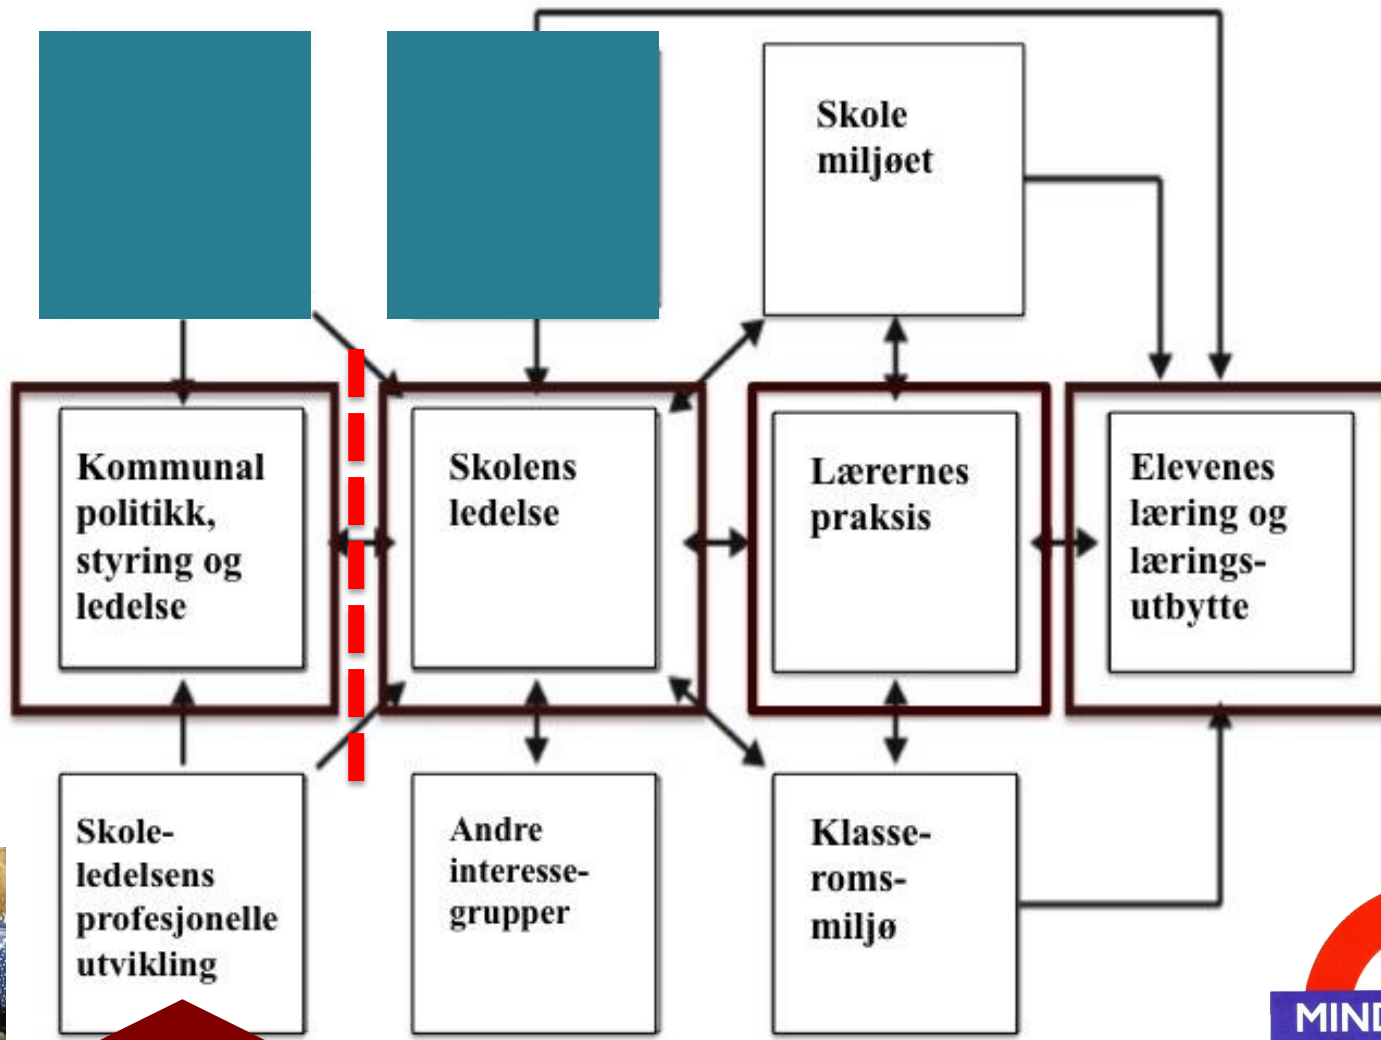 Skole
miljøet
Kommunal
politikk,
styring og
ledelse
Skolens
ledelse
Lærernes
praksis
Elevenes
læring og
lærings-
utbytte
Skole-
ledelsens
profesjonelle
utvikling
Andre
interesse-
grupper
Klasse-
roms-
miljø
MIND